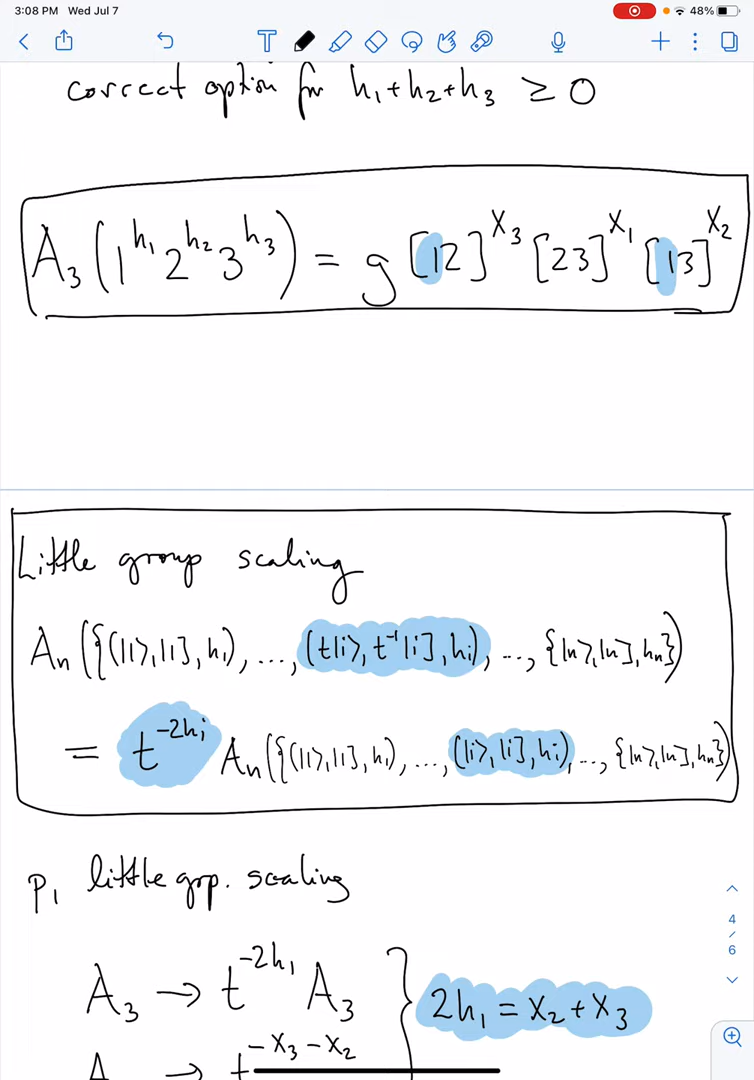 3:08 PM Wed Jul 7
48%
T
correct option for h₁+h₂+h₃ ≥ 0
A₃(1^{h₁} 2^{h₂} 3^{h₃}) = g [12]^{X₃} [23]^{X₁} [13]^{X₂}
Little group scaling
Aₙ({(|1⟩,|1],h₁), ..., (t|i⟩,t⁻¹|i],hᵢ), ..., {|n⟩,|n],hₙ})
= t^{-2hᵢ} Aₙ({(|1⟩,|1],h₁), ..., (|i⟩,|i],hᵢ), ..., {|n⟩,|n],hₙ})
p₁ little grp. scaling
A₃ → t^{-2h₁} A₃ } 2h₁ = X₂ + X₃
→ t^{-X₃-X₂}
4
/
6